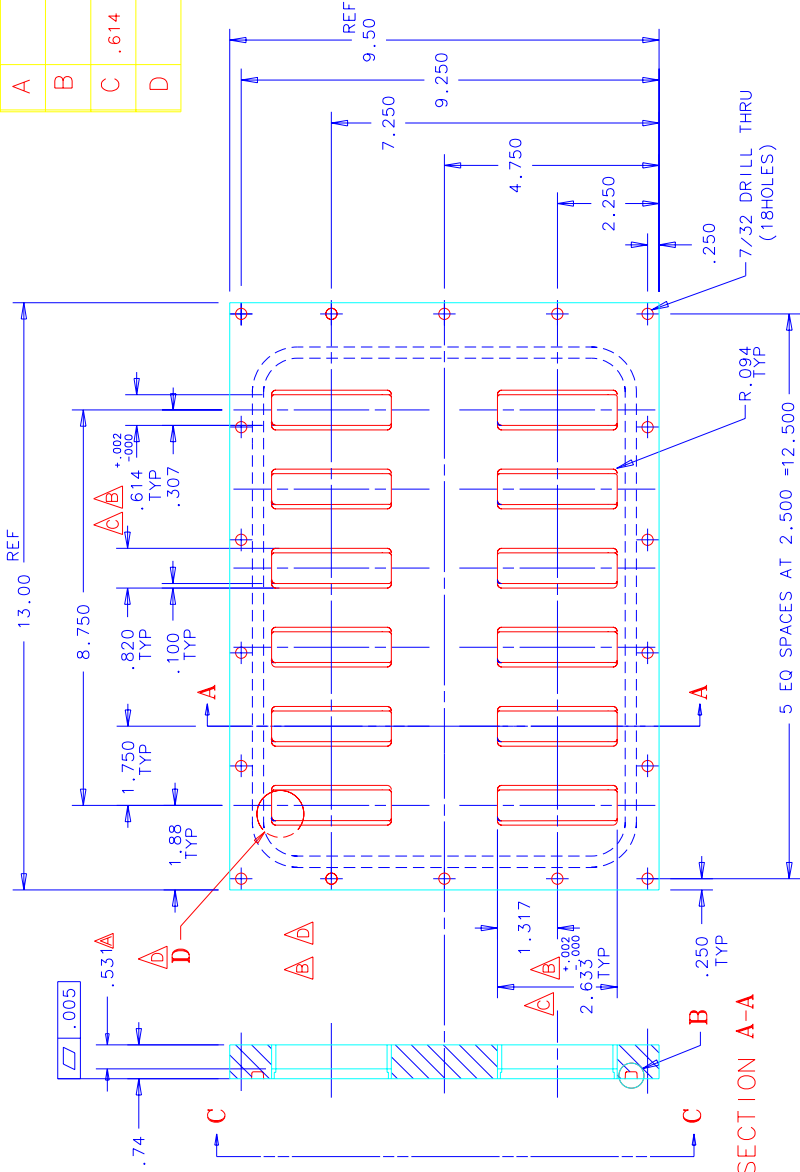 A
B
C .614
D
13.00 REF
8.750
1.750
TYP
.820
TYP
.100
TYP
1.88
TYP
C
B
.614 +.002
-.000
TYP
.307
A
A
REF
9.50
9.250
7.250
4.750
2.250
.250
7/32 DRILL THRU
(18HOLES)
R.094
TYP
5 EQ SPACES AT 2.500 =12.500
.250
TYP
1.317
2.633 +.002
-.000
TYP
C
B
B
D
D
D
.531 A
.005
.74
C
C
B
SECTION A-A